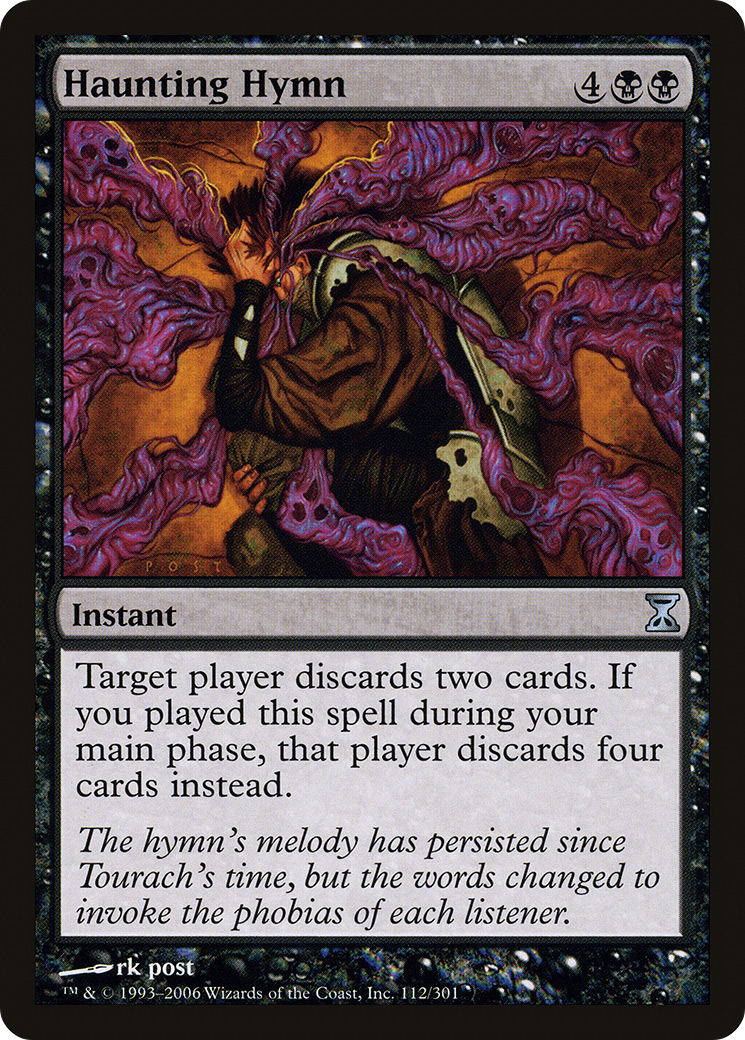 Haunting Hymn 4
POST
Instant
Target player discards two cards. If
you played this spell during your
main phase, that player discards four
cards instead.
The hymn's melody has persisted since
Tourach's time, but the words changed to
invoke the phobias of each listener.
rk post
™ & © 1993–2006 Wizards of the Coast, Inc. 112/301